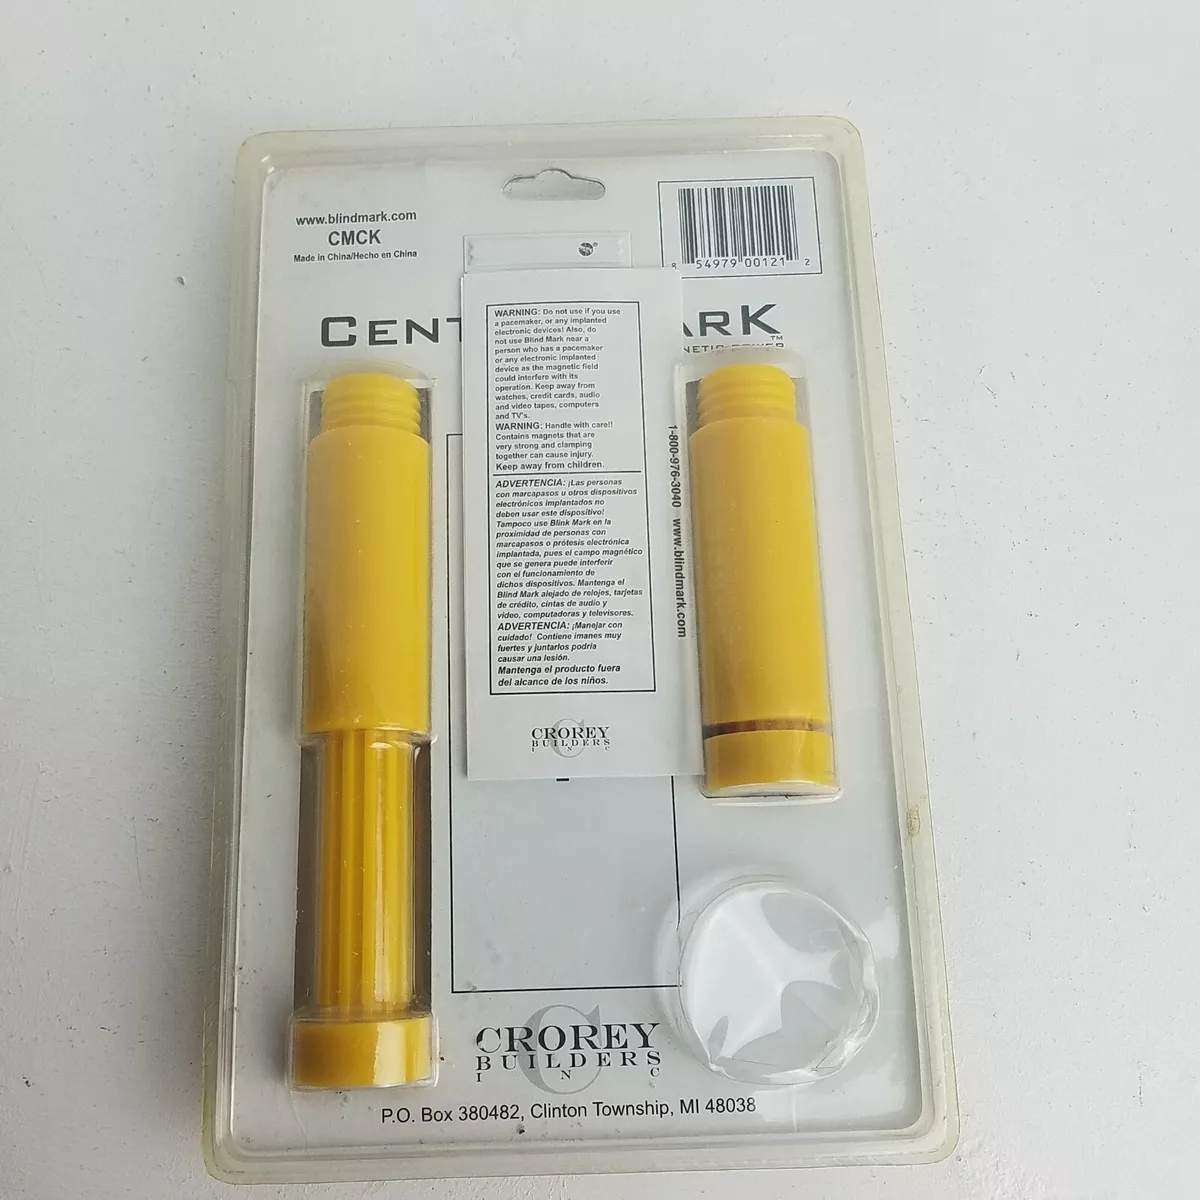 www.blindmark.com
CMCK
Made in China/Hecho en China
8 54979 00121 2
CENT
ARK
™
NETIC POWER
WARNING: Do not use if you use
a pacemaker, or any implanted
electronic devices! Also, do
not use Blind Mark near a
person who has a pacemaker
or any electronic implanted
device as the magnetic field
could interfere with its
operation. Keep away from
watches, credit cards, audio
and video tapes, computers
and TV's.
WARNING: Handle with care!!
Contains magnets that are
very strong and clamping
together can cause injury.
Keep away from children.
ADVERTENCIA: ¡Las personas
con marcapasos u otros dispositivos
electrónicos implantados no
deben usar este dispositivo!
Tampoco use Blink Mark en la
proximidad de personas con
marcapasos o prótesis electrónica
implantada, pues el campo magnético
que se genera puede interferir
con el funcionamiento de
dichos dispositivos. Mantenga el
Blind Mark alejado de relojes, tarjetas
de crédito, cintas de audio y
video, computadoras y televisores.
ADVERTENCIA: ¡Manejar con
cuidado! Contiene imanes muy
fuertes y juntarlos podría
causar una lesión.
Mantenga el producto fuera
del alcance de los niños.
CROREY
BUILDERS
I N C
1-800-976-3040 www.blindmark.com
CROREY
BUILDERS
I N C
P.O. Box 380482, Clinton Township, MI 48038